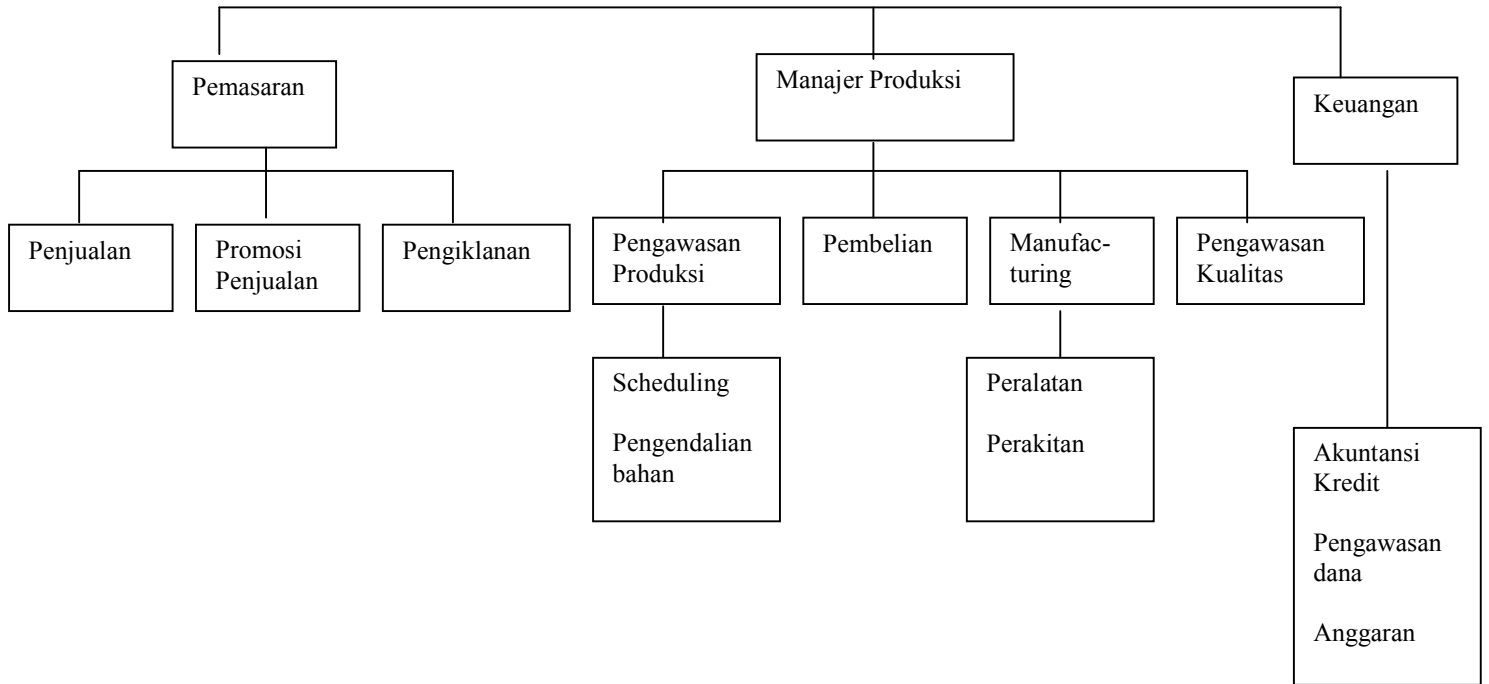 Pemasaran
Manajer Produksi
Keuangan
Penjualan
Promosi
Penjualan
Pengiklanan
Pengawasan
Produksi
Pembelian
Manufac-
turing
Pengawasan
Kualitas
Scheduling
Pengendalian
bahan
Peralatan
Perakitan
Akuntansi
Kredit
Pengawasan
dana
Anggaran